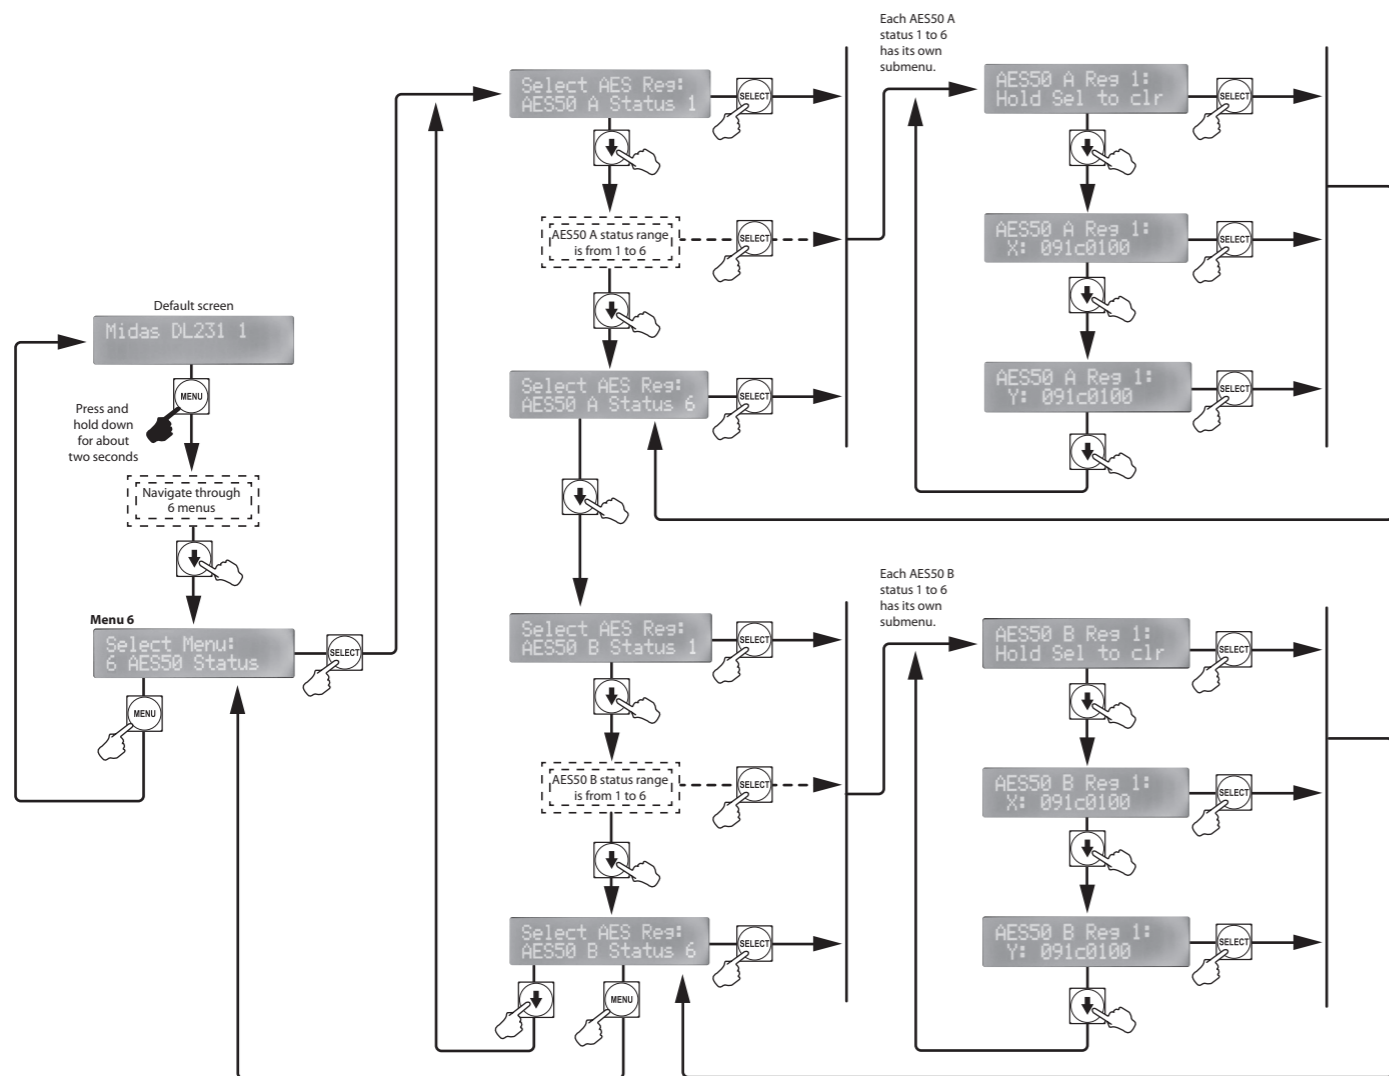 Default screen
Midas DL231 1
MENU
Press and
hold down
for about
two seconds
Navigate through
6 menus
Menu 6
Select Menu:
6 AES50 Status
SELECT
MENU
Select AES Reg:
AES50 A Status 1
SELECT
AES50 A status range
is from 1 to 6
SELECT
Select AES Reg:
AES50 A Status 6
SELECT
Select AES Reg:
AES50 B Status 1
SELECT
AES50 B status range
is from 1 to 6
SELECT
Select AES Reg:
AES50 B Status 6
SELECT
MENU
Each AES50 A
status 1 to 6
has its own
submenu.
AES50 A Reg 1:
Hold Sel to clr
SELECT
AES50 A Reg 1:
X: 091c0100
SELECT
AES50 A Reg 1:
Y: 091c0100
SELECT
Each AES50 B
status 1 to 6
has its own
submenu.
AES50 B Reg 1:
Hold Sel to clr
SELECT
AES50 B Reg 1:
X: 091c0100
SELECT
AES50 B Reg 1:
Y: 091c0100
SELECT